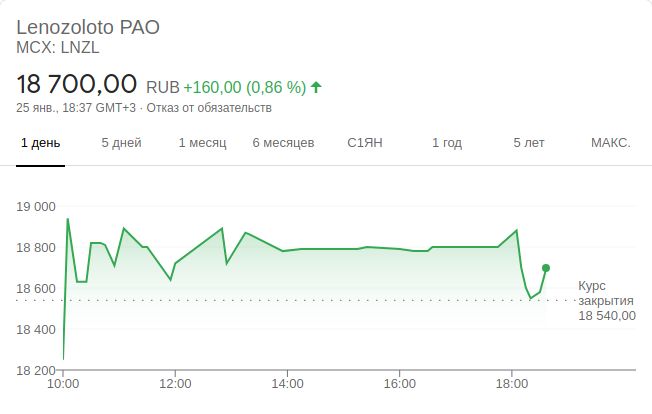 Lenozoloto PAO
MCX: LNZL
18 700,00 RUB +160,00 (0,86 %)
25 янв., 18:37 GMT+3 · Отказ от обязательств
1 день 5 дней 1 месяц 6 месяцев С1ЯН 1 год 5 лет МАКС.
19 000
18 800
18 600
18 400
18 200
Курс
закрытия
18 540,00
10:00 12:00 14:00 16:00 18:00